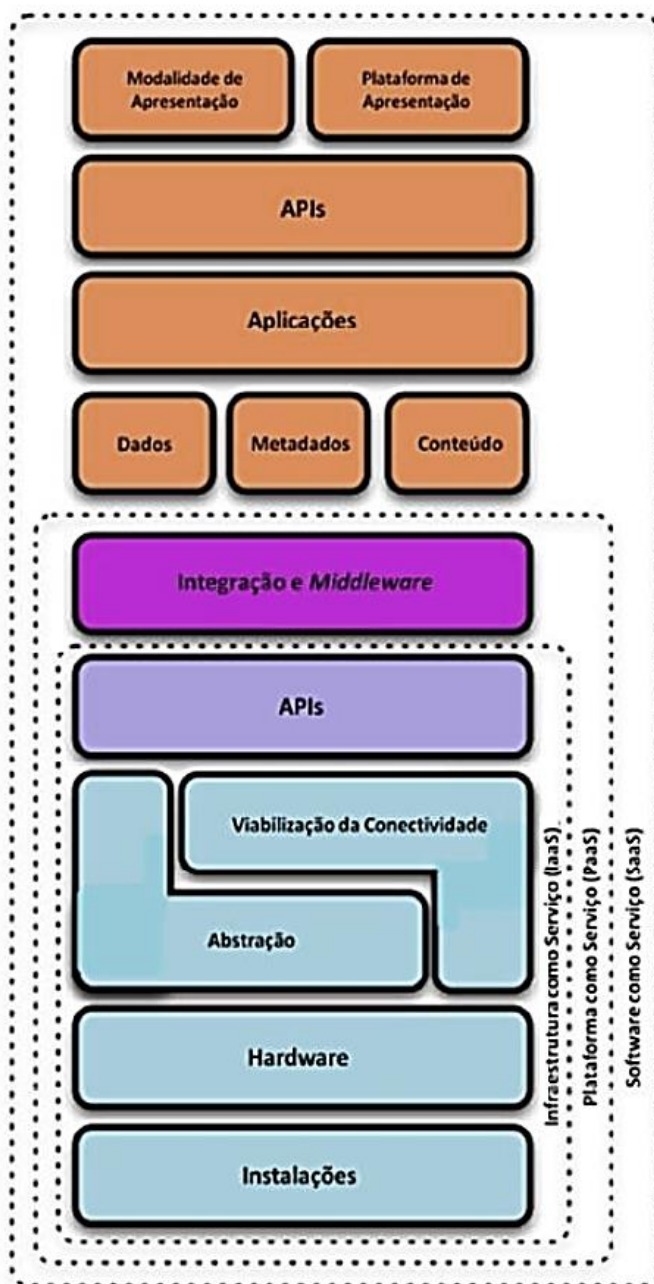 Modalidade de
Apresentação
Plataforma de
Apresentação
APIs
Aplicações
Dados
Metadados
Conteúdo
Integração e Middleware
APIs
Viabilização da Conectividade
Abstração
Hardware
Instalações
Infraestrutura como Serviço (IaaS)
Plataforma como Serviço (PaaS)
Software como Serviço (SaaS)